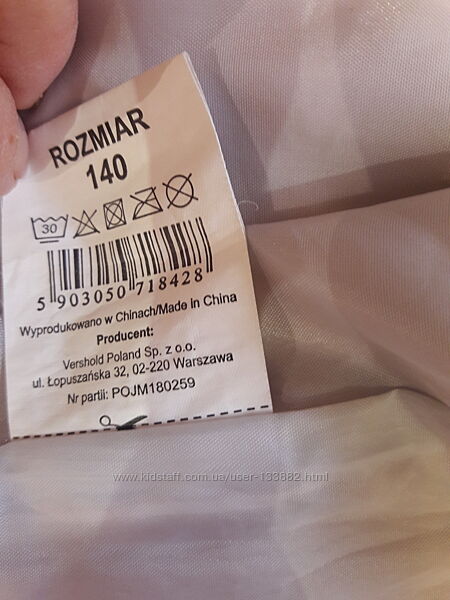 ROZMIAR
140
30
5 903050 718428
Wyprodukowano w Chinach/Made in China
Producent:
Vershold Poland Sp. z o.o.
ul. Łopuszańska 32, 02-220 Warszawa
Nr partii: POJM180259
www.kidstaff.com.ua/user-133882.html